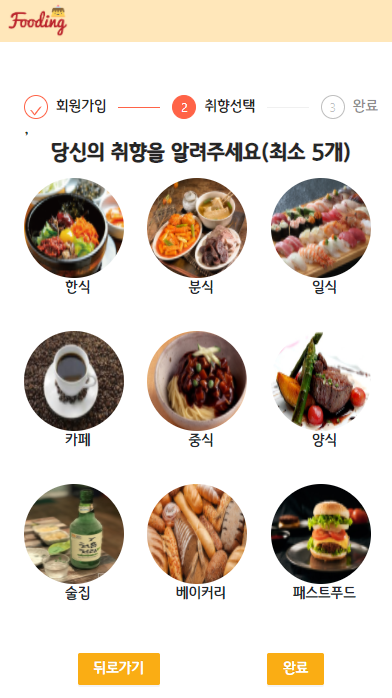 Fooding
회원가입 2 취향선택 3 완료
,
당신의 취향을 알려주세요(최소 5개)
한식 분식 일식
카페 중식 양식
술집 베이커리 패스트푸드
뒤로가기 완료